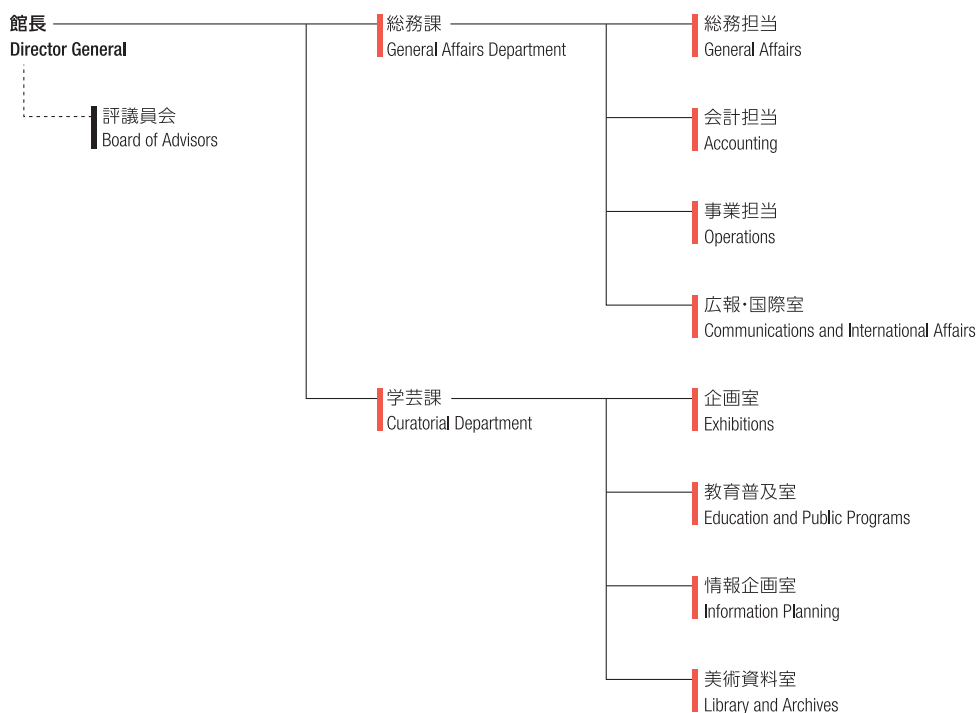 館長
Director General
評議員会
Board of Advisors
総務課
General Affairs Department
総務担当
General Affairs
会計担当
Accounting
事業担当
Operations
広報・国際室
Communications and International Affairs
学芸課
Curatorial Department
企画室
Exhibitions
教育普及室
Education and Public Programs
情報企画室
Information Planning
美術資料室
Library and Archives